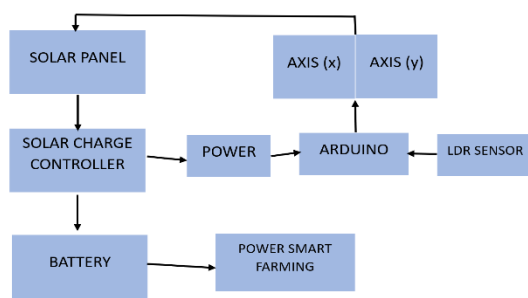 SOLAR PANEL
AXIS (x)
AXIS (y)
SOLAR CHARGE
CONTROLLER
POWER
ARDUINO
LDR SENSOR
BATTERY
POWER SMART
FARMING